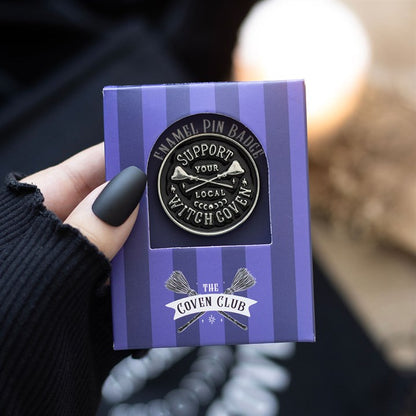 Enamel Pin Badge
SUPPORT
YOUR
LOCAL
WITCH COVEN
THE
COVEN CLUB